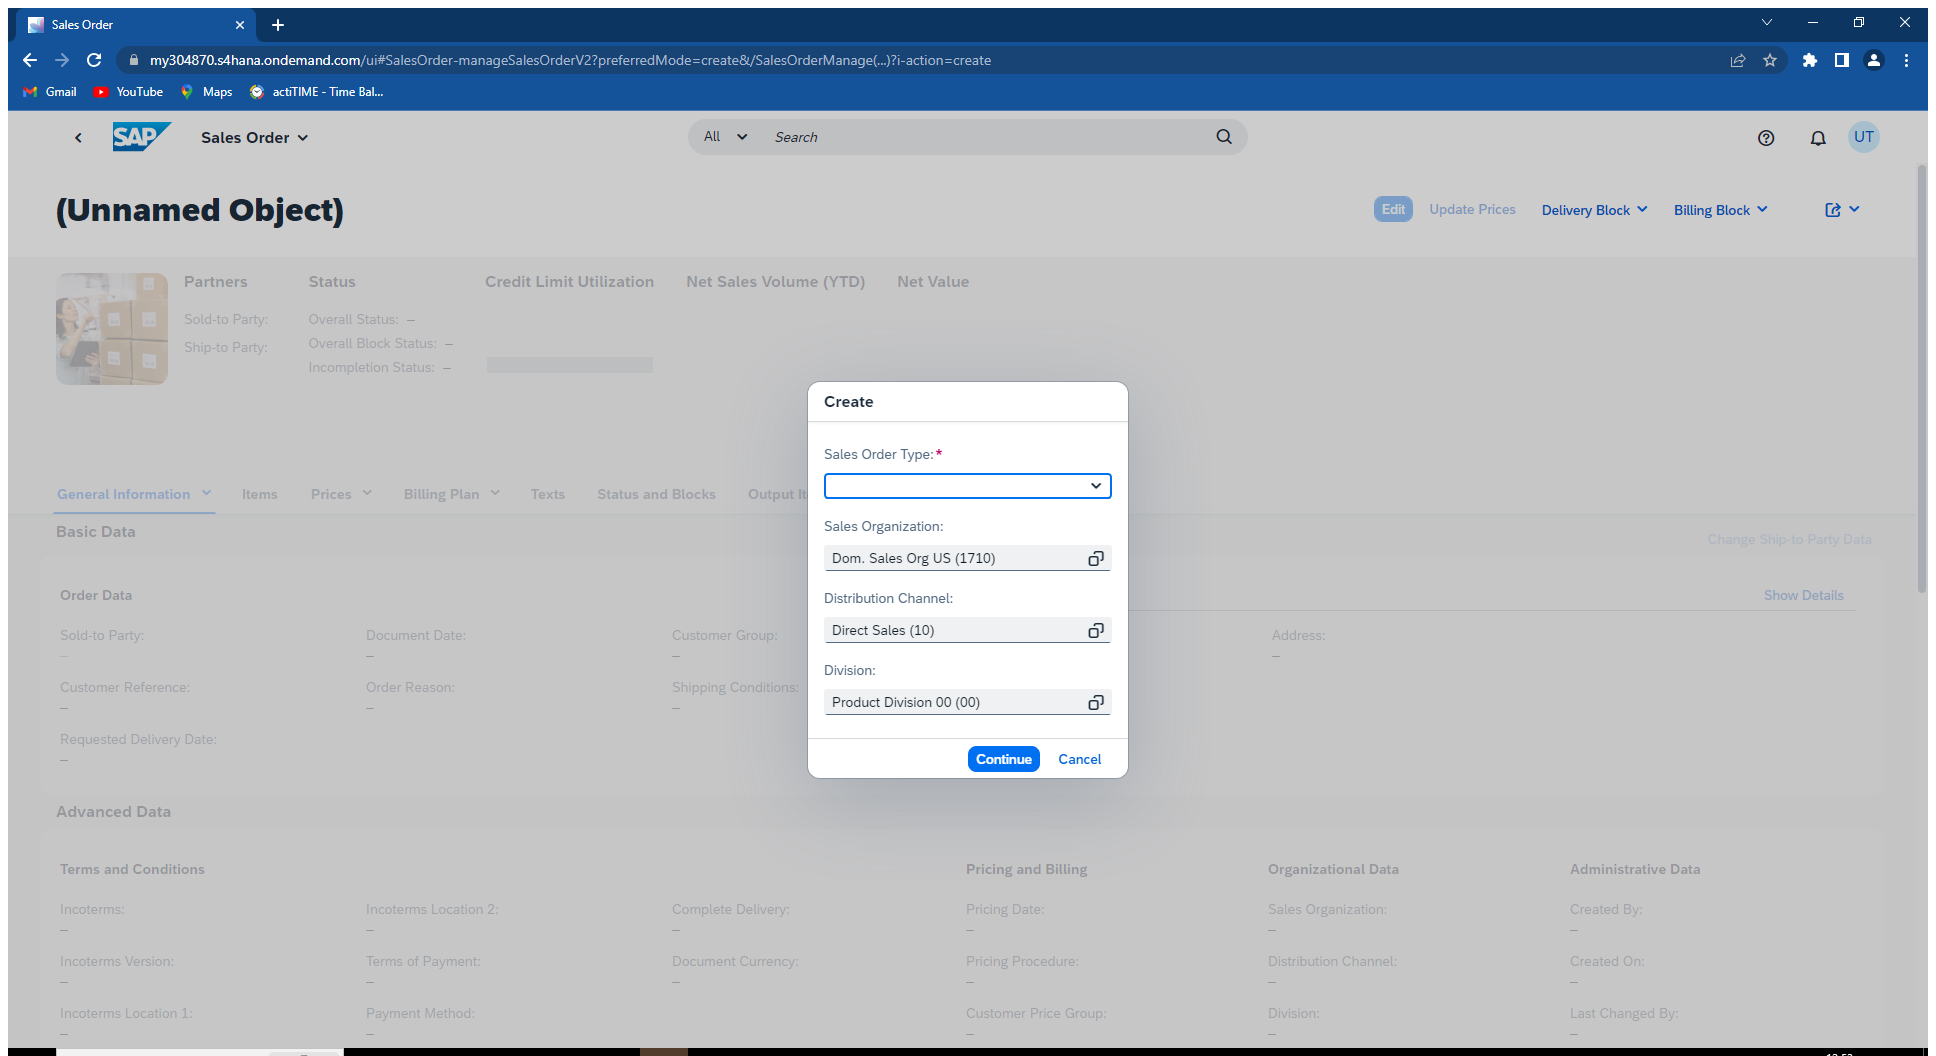 Sales Order
my304870.s4hana.ondemand.com/ui#SalesOrder-manageSalesOrderV2?preferredMode=create&/SalesOrderManage(...)?i-action=create
Gmail YouTube Maps actiTIME - Time Bal...
SAP Sales Order All Search UT
(Unnamed Object) Edit Update Prices Delivery Block Billing Block
Partners Status Credit Limit Utilization Net Sales Volume (YTD) Net Value
Sold-to Party: Overall Status: –
Ship-to Party: Overall Block Status: –
Incompletion Status: –
General Information Items Prices Billing Plan Texts Status and Blocks Output It
Basic Data Change Ship-to Party Data
Order Data Show Details
Sold-to Party: Document Date: Customer Group: Address:
– – – –
Customer Reference: Order Reason: Shipping Conditions:
– – –
Requested Delivery Date:
–
Create
Sales Order Type:*
Sales Organization:
Dom. Sales Org US (1710)
Distribution Channel:
Direct Sales (10)
Division:
Product Division 00 (00)
Continue Cancel
Advanced Data
Terms and Conditions Pricing and Billing Organizational Data Administrative Data
Incoterms: Incoterms Location 2: Complete Delivery: Pricing Date: Sales Organization: Created By:
– – – – – –
Incoterms Version: Terms of Payment: Document Currency: Pricing Procedure: Distribution Channel: Created On:
– – – – – –
Incoterms Location 1: Payment Method: Customer Price Group: Division: Last Changed By:
– – – – –